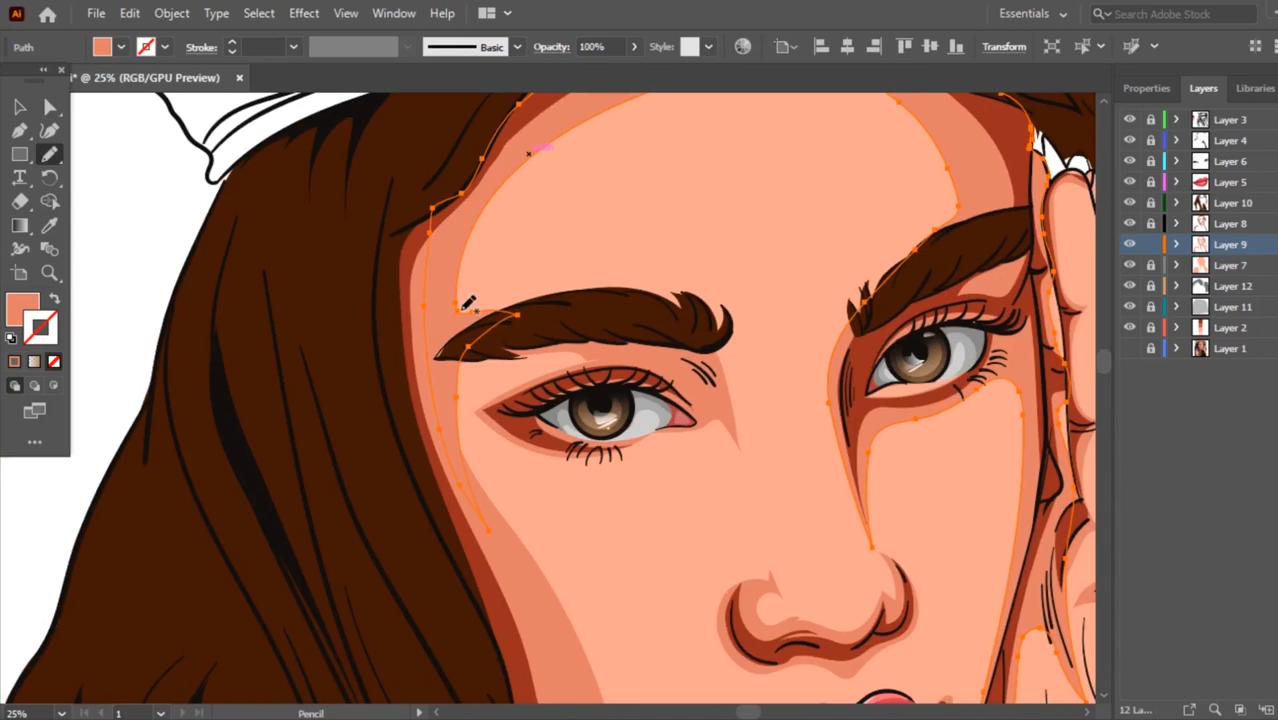 Ai File Edit Object Type Select Effect View Window Help Essentials Search Adobe Stock
Path Stroke: Basic Opacity: 100% Style: Transform
i* @ 25% (RGB/GPU Preview) ×
Properties Layers Libraries
Layer 3
Layer 4
Layer 6
Layer 5
Layer 10
Layer 8
Layer 9
Layer 7
Layer 12
Layer 11
Layer 2
Layer 1
25% 1 Pencil 12 La...